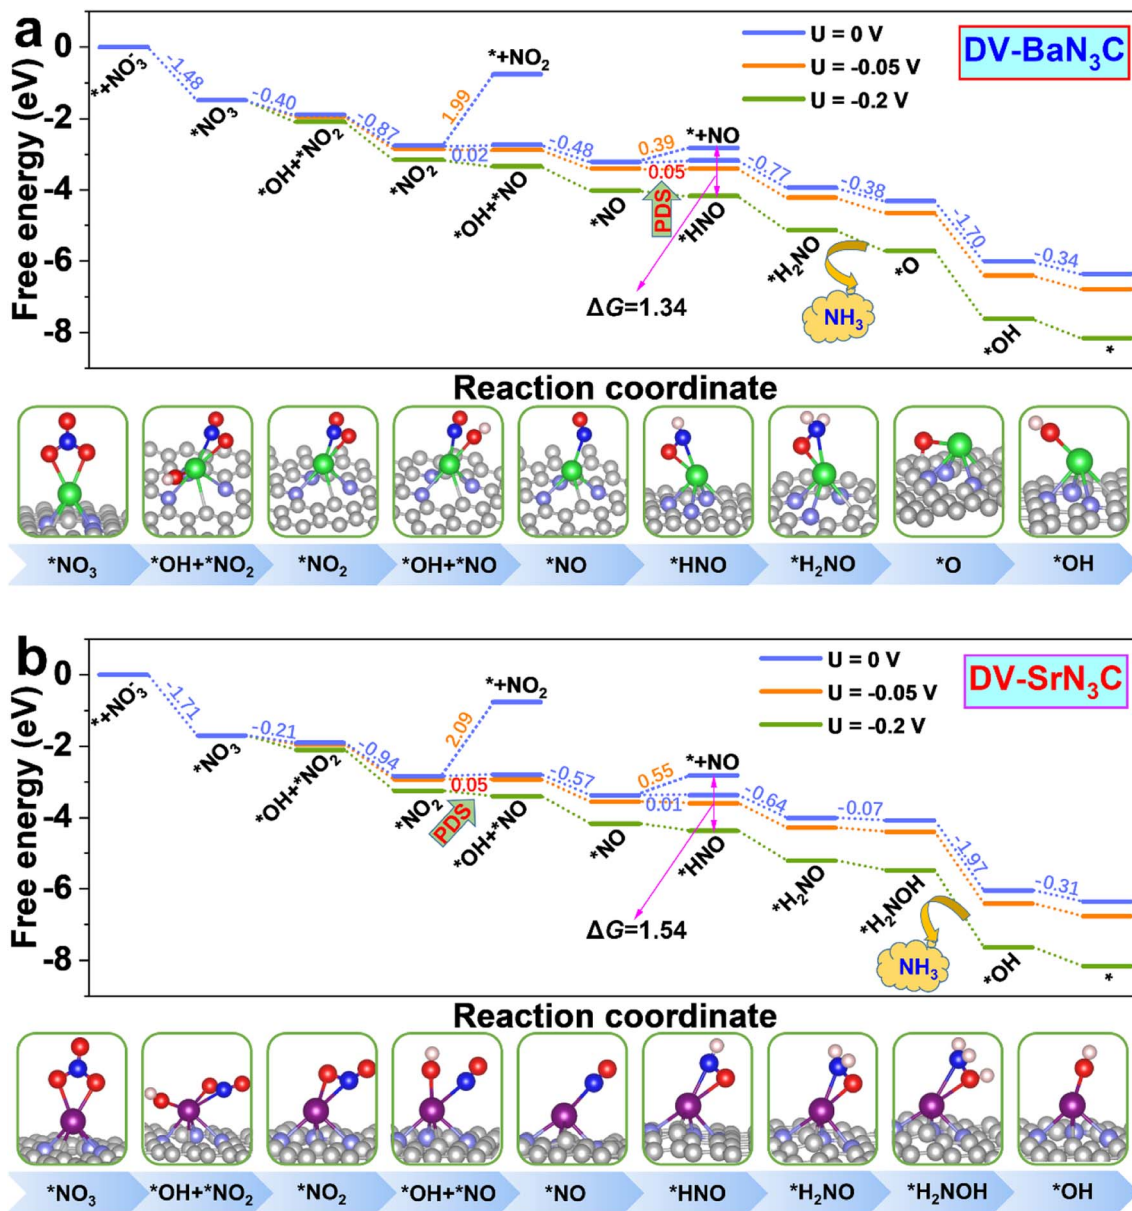 a
DV-BaN₃C
U = 0 V
U = -0.05 V
U = -0.2 V
Free energy (eV)
0
-2
-4
-6
-8
*+NO₃⁻
-1.48
*NO₃
-0.40
*OH+*NO₂
-0.87
*NO₂
1.99
*+NO₂
0.02
*OH+*NO
-0.48
*NO
0.39
*+NO
0.05
PDS
*HNO
-0.77
*H₂NO
-0.38
*O
-1.70
*OH
-0.34
*
ΔG=1.34
NH₃
Reaction coordinate
*NO₃ *OH+*NO₂ *NO₂ *OH+*NO *NO *HNO *H₂NO *O *OH
b
DV-SrN₃C
U = 0 V
U = -0.05 V
U = -0.2 V
Free energy (eV)
0
-2
-4
-6
-8
*+NO₃⁻
-1.71
*NO₃
-0.21
*OH+*NO₂
-0.94
*NO₂
2.09
*+NO₂
0.05
PDS
*OH+*NO
-0.57
*NO
0.55
*+NO
0.01
*HNO
-0.64
*H₂NO
-0.07
*H₂NOH
-1.97
*OH
-0.31
*
ΔG=1.54
NH₃
Reaction coordinate
*NO₃ *OH+*NO₂ *NO₂ *OH+*NO *NO *HNO *H₂NO *H₂NOH *OH